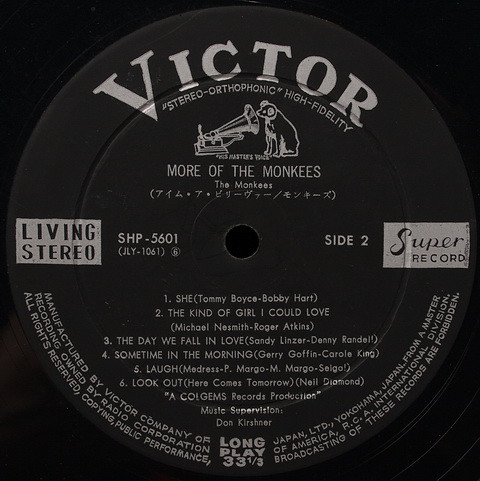 VICTOR
"STEREO-ORTHOPHONIC" HIGH-FIDELITY
"HIS MASTER'S VOICE"
MORE OF THE MONKEES
The Monkees
(アイム・ア・ビリーヴァー/モンキーズ)
LIVING
STEREO
SHP-5601
(JLY-1061) Ⓢ
SIDE 2
Super
RECORD
1. SHE(Tommy Boyce-Bobby Hart)
2. THE KIND OF GIRL I COULD LOVE
(Michael Nesmith-Roger Atkins)
3. THE DAY WE FALL IN LOVE(Sandy Linzer-Denny Randell)
4. SOMETIME IN THE MORNING(Gerry Goffin-Carole King)
5. LAUGH(Medress-P. Margo-M. Margo-Seigal)
6. LOOK OUT(Here Comes Tomorrow)(Neil Diamond)
"A COLGEMS Records Production"
Music Supervision:
Don Kirshner
LONG
PLAY
33 1/3
MANUFACTURED BY VICTOR COMPANY OF JAPAN, LTD., YOKOHAMA, JAPAN, FROM A MASTER
RECORDING OWNED BY RADIO CORPORATION OF AMERICA, R.C.A. INTERNATIONAL DIVISION.
ALL RIGHTS RESERVED, COPYING, PUBLIC PERFORMANCE, BROADCASTING OF THESE RECORDS ARE FORBIDDEN.